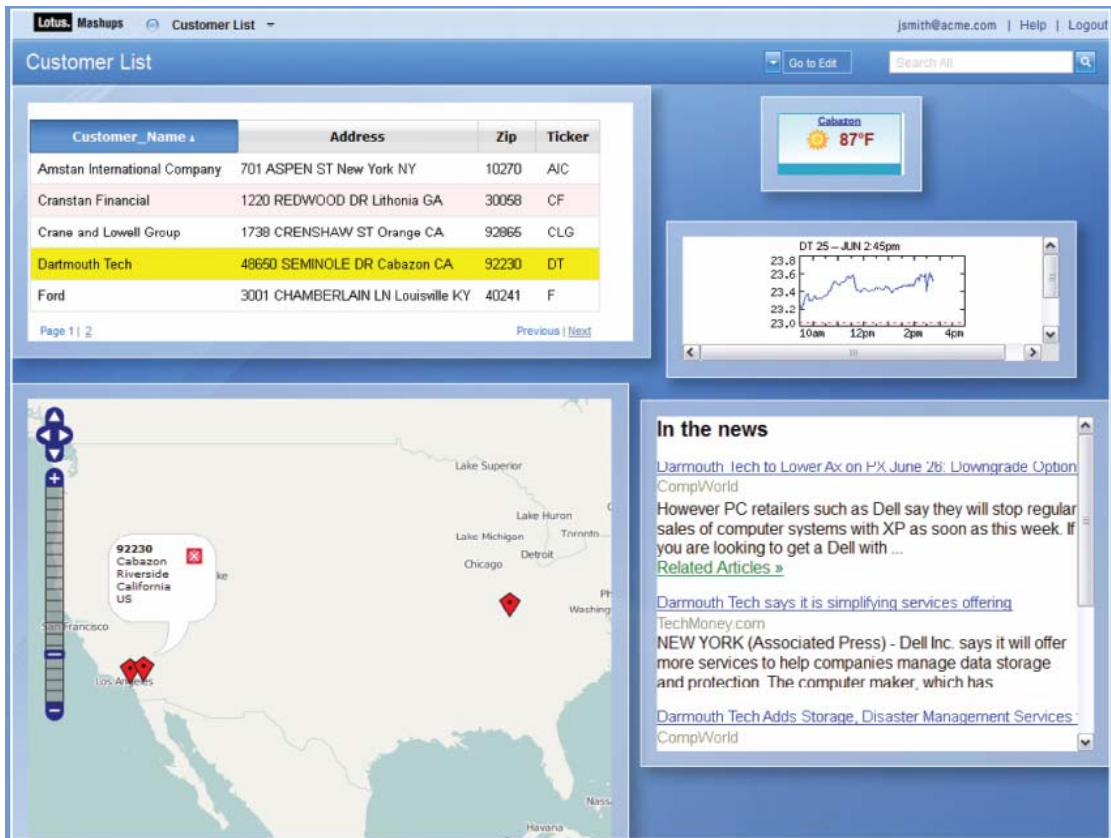 Lotus. Mashups Customer List jsmith@acme.com | Help | Logout
Customer List Go to Edit Search All
Customer_Name Address Zip Ticker
Amstan International Company 701 ASPEN ST New York NY 10270 AIC
Cranstan Financial 1220 REDWOOD DR Lithonia GA 30058 CF
Crane and Lowell Group 1738 CRENSHAW ST Orange CA 92865 CLG
Dartmouth Tech 48650 SEMINOLE DR Cabazon CA 92230 DT
Ford 3001 CHAMBERLAIN LN Louisville KY 40241 F
Page 1 | 2 Previous | Next
Cabazon
87°F
DT 25 – JUN 2:45pm
23.8
23.6
23.4
23.2
23.0
10am 12pm 2pm 4pm
Lake Superior
Lake Huron
Lake Michigan Toronto
Detroit
Chicago
Washing
92230
Cabazon
Riverside
California
US
ke
San Francisco
Los Angeles
Nass
Havana
In the news
Darmouth Tech to Lower Ax on PX June 26: Downgrade Option
CompWorld
However PC retailers such as Dell say they will stop regular
sales of computer systems with XP as soon as this week. If
you are looking to get a Dell with ...
Related Articles »
Darmouth Tech says it is simplifying services offering
TechMoney.com
NEW YORK (Associated Press) - Dell Inc. says it will offer
more services to help companies manage data storage
and protection. The computer maker, which has
Darmouth Tech Adds Storage, Disaster Management Services
CompWorld